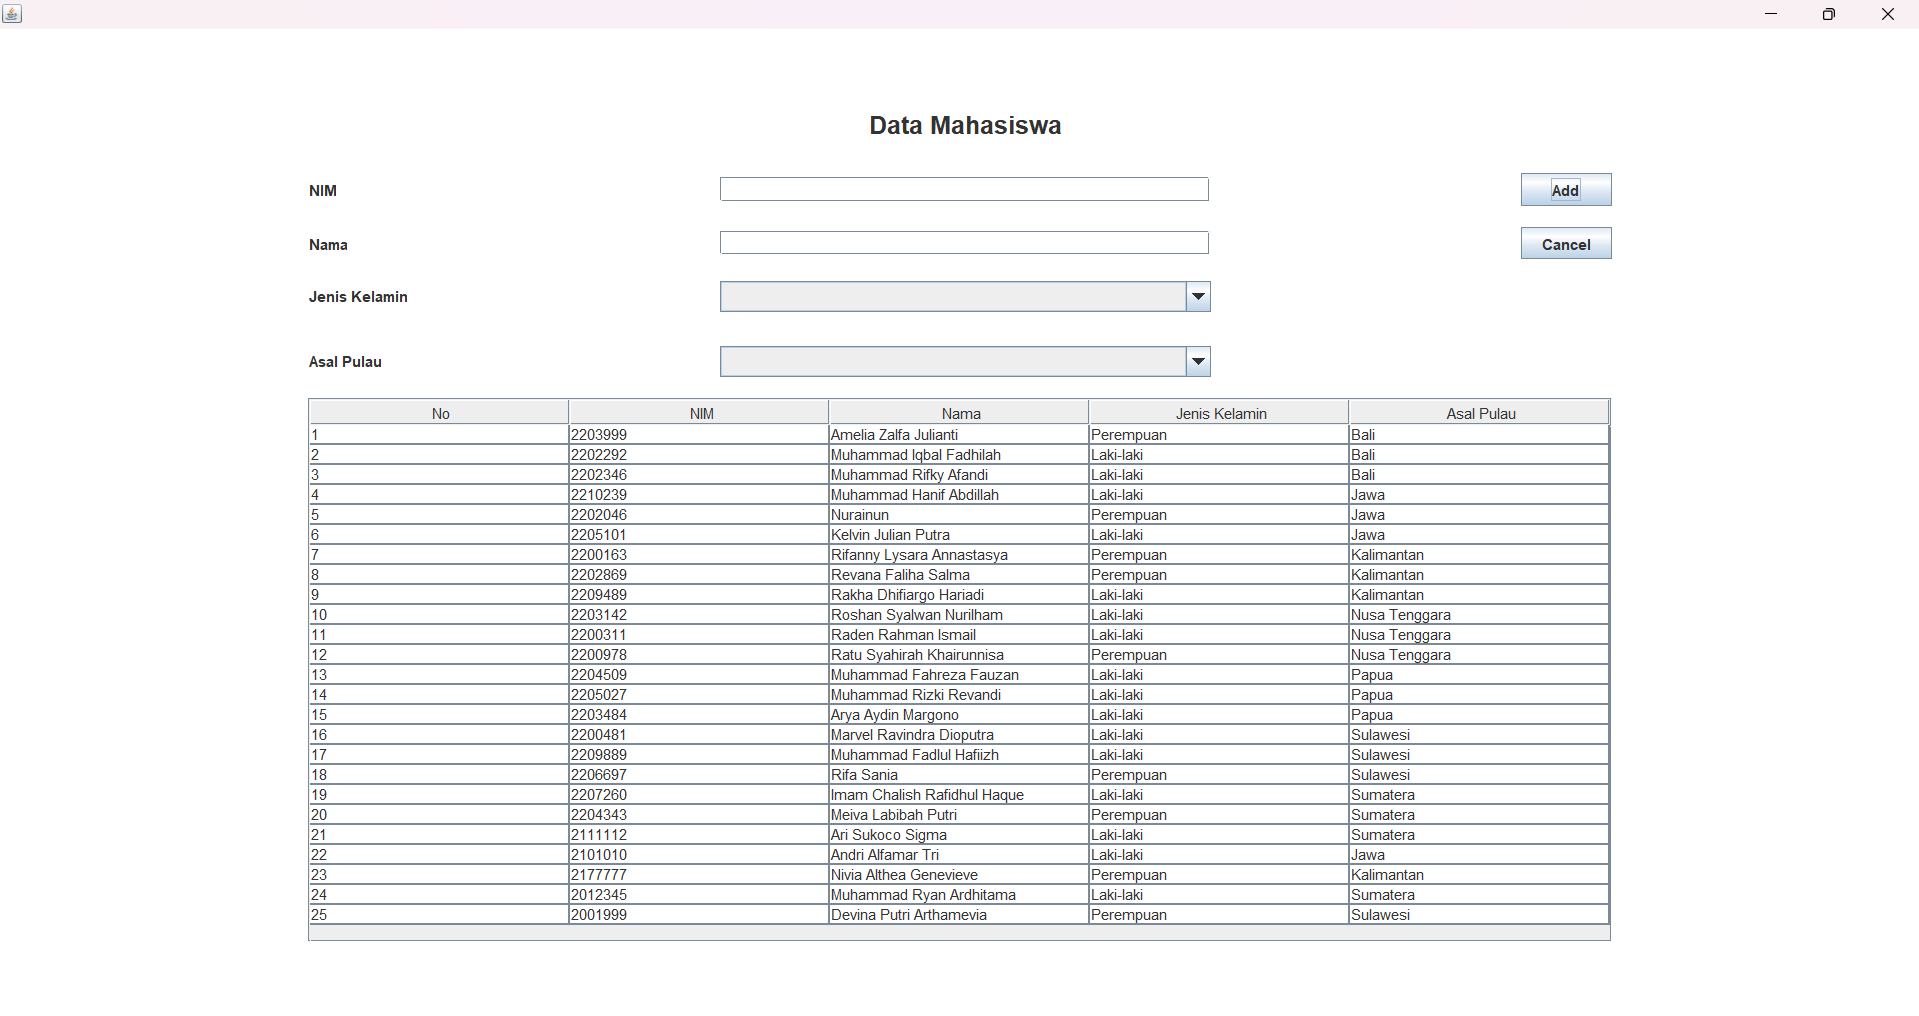 Data Mahasiswa
NIM
Add
Nama
Cancel
Jenis Kelamin
Asal Pulau
No NIM Nama Jenis Kelamin Asal Pulau
1 2203999 Amelia Zalfa Julianti Perempuan Bali
2 2202292 Muhammad Iqbal Fadhilah Laki-laki Bali
3 2202346 Muhammad Rifky Afandi Laki-laki Bali
4 2210239 Muhammad Hanif Abdillah Laki-laki Jawa
5 2202046 Nurainun Perempuan Jawa
6 2205101 Kelvin Julian Putra Laki-laki Jawa
7 2200163 Rifanny Lysara Annastasya Perempuan Kalimantan
8 2202869 Revana Faliha Salma Perempuan Kalimantan
9 2209489 Rakha Dhifiargo Hariadi Laki-laki Kalimantan
10 2203142 Roshan Syalwan Nurilham Laki-laki Nusa Tenggara
11 2200311 Raden Rahman Ismail Laki-laki Nusa Tenggara
12 2200978 Ratu Syahirah Khairunnisa Perempuan Nusa Tenggara
13 2204509 Muhammad Fahreza Fauzan Laki-laki Papua
14 2205027 Muhammad Rizki Revandi Laki-laki Papua
15 2203484 Arya Aydin Margono Laki-laki Papua
16 2200481 Marvel Ravindra Dioputra Laki-laki Sulawesi
17 2209889 Muhammad Fadlul Hafiizh Laki-laki Sulawesi
18 2206697 Rifa Sania Perempuan Sulawesi
19 2207260 Imam Chalish Rafidhul Haque Laki-laki Sumatera
20 2204343 Meiva Labibah Putri Perempuan Sumatera
21 2111112 Ari Sukoco Sigma Laki-laki Sumatera
22 2101010 Andri Alfamar Tri Laki-laki Jawa
23 2177777 Nivia Althea Genevieve Perempuan Kalimantan
24 2012345 Muhammad Ryan Ardhitama Laki-laki Sumatera
25 2001999 Devina Putri Arthamevia Perempuan Sulawesi